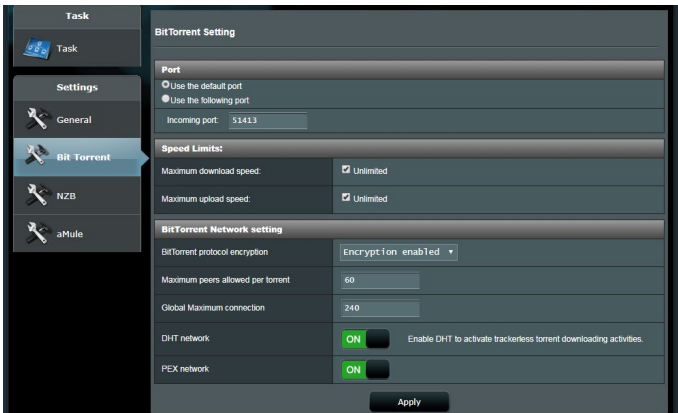 Task
Task
Settings
General
Bit Torrent
NZB
aMule
BitTorrent Setting
Port
Use the default port
Use the following port
Incoming port: 51413
Speed Limits:
Maximum download speed: Unlimited
Maximum upload speed: Unlimited
BitTorrent Network setting
BitTorrent protocol encryption Encryption enabled
Maximum peers allowed per torrent 60
Global Maximum connection 240
DHT network ON Enable DHT to activate trackerless torrent downloading activities.
PEX network ON
Apply